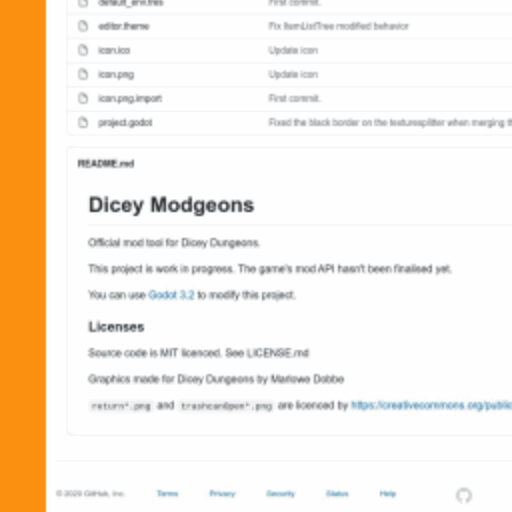 default_env.tres First commit.
editor.theme Fix ItemListTree modified behavior
icon.ico Update icon
icon.png Update icon
icon.png.import First commit.
project.godot Fixed the black border on the texturesplitter when merging
README.md
Dicey Modgeons
Official mod tool for Dicey Dungeons.
This project is work in progress. The game's mod API hasn't been finalised yet.
You can use Godot 3.2 to modify this project.
Licenses
Source code is MIT licenced. See LICENSE.md
Graphics made for Dicey Dungeons by Marlowe Dobbe
return*.png and trashcanOpen*.png are licenced by https://creativecommons.org/public
© 2020 GitHub, Inc. Terms Privacy Security Status Help